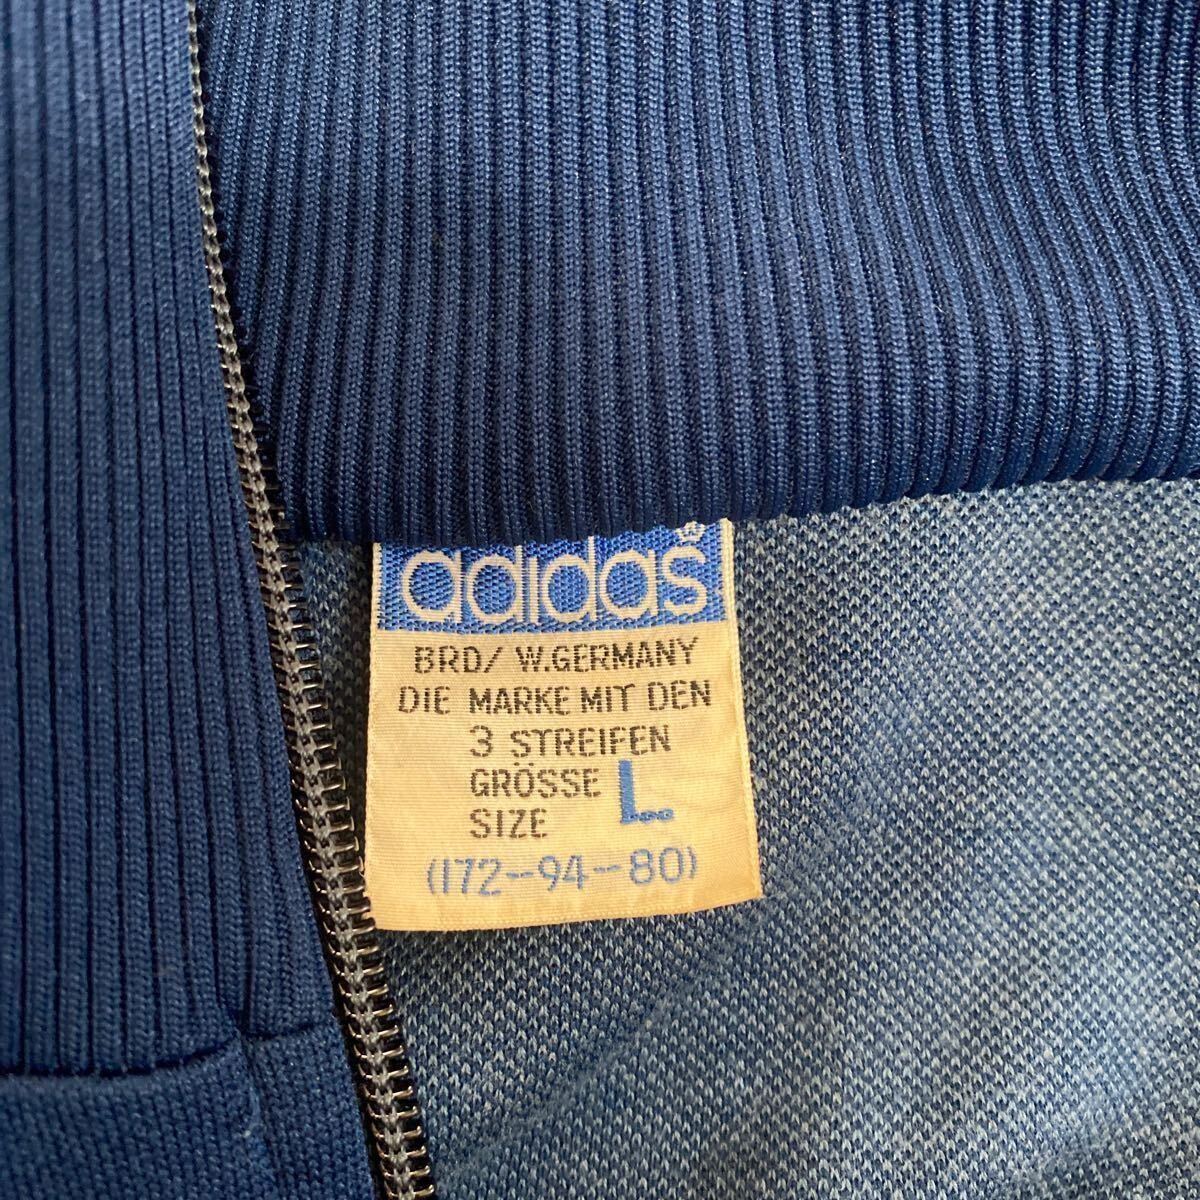 adidas®
BRD/ W.GERMANY
DIE MARKE MIT DEN
3 STREIFEN
GRÖSSE L
SIZE
(172--94--80)